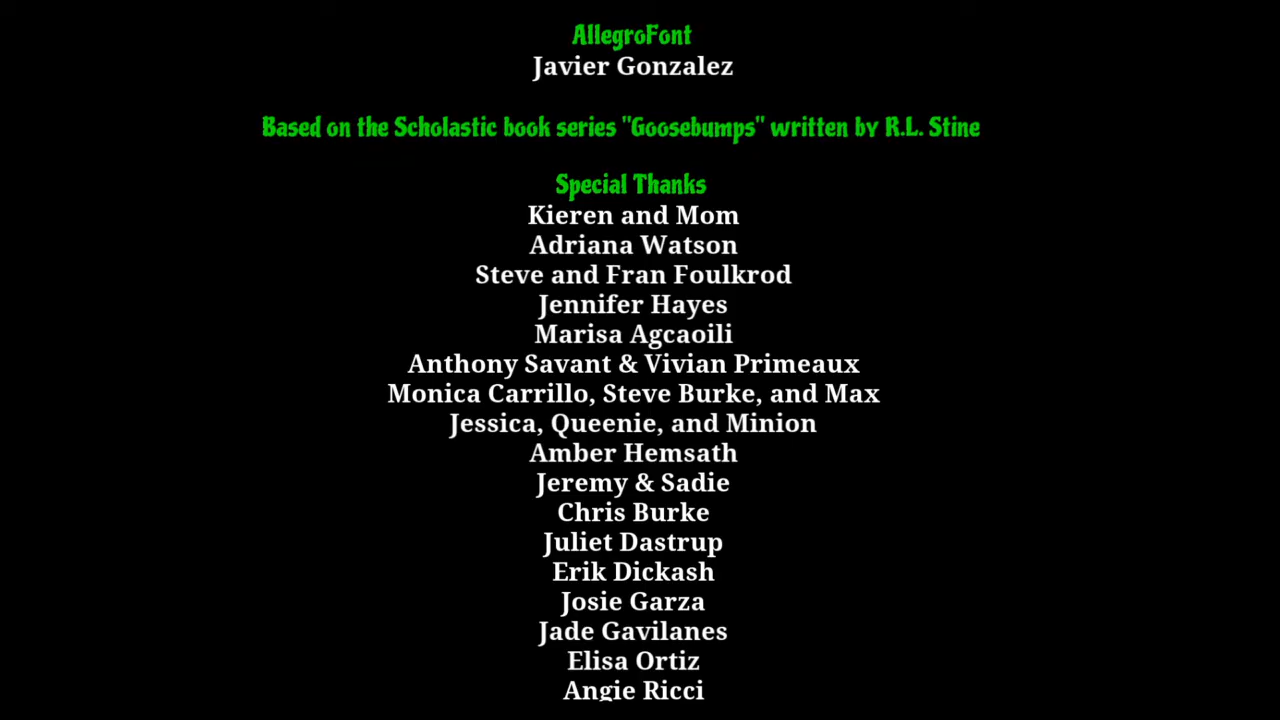 AllegroFont
Javier Gonzalez
Based on the Scholastic book series "Goosebumps" written by R.L. Stine
Special Thanks
Kieren and Mom
Adriana Watson
Steve and Fran Foulkrod
Jennifer Hayes
Marisa Agcaoili
Anthony Savant & Vivian Primeaux
Monica Carrillo, Steve Burke, and Max
Jessica, Queenie, and Minion
Amber Hemsath
Jeremy & Sadie
Chris Burke
Juliet Dastrup
Erik Dickash
Josie Garza
Jade Gavilanes
Elisa Ortiz
Angie Ricci